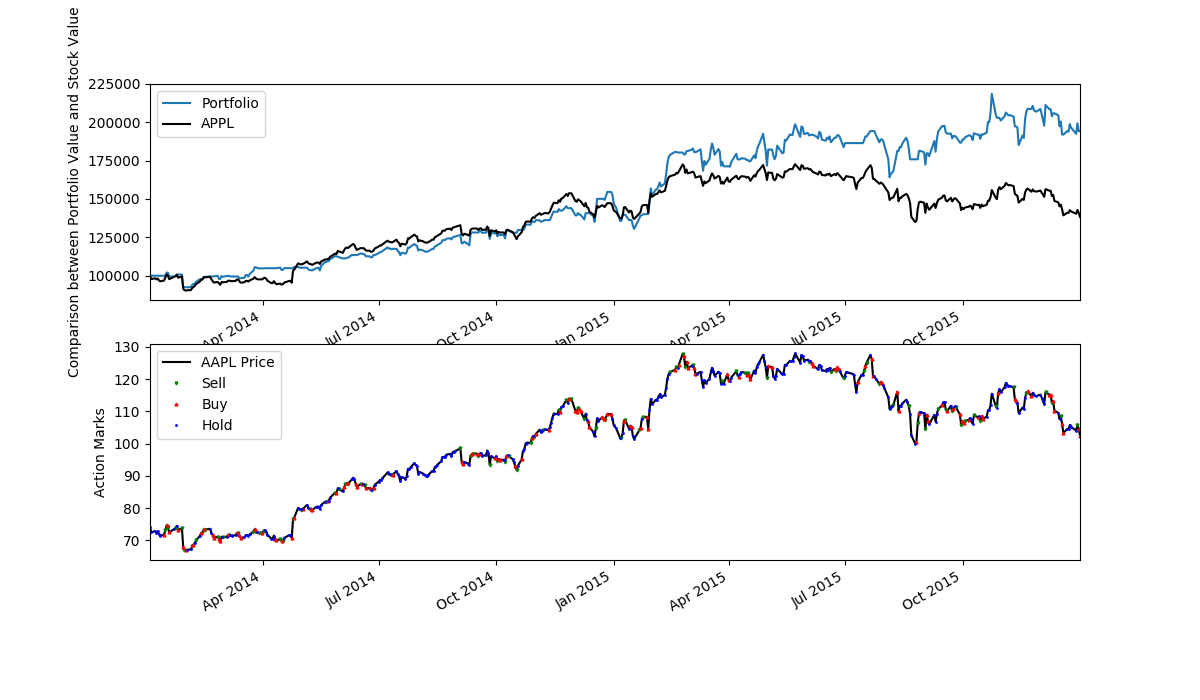 Comparison between Portfolio Value and Stock Value
225000
200000
175000
150000
125000
100000
Portfolio
APPL
Apr 2014
Jul 2014
Oct 2014
Jan 2015
Apr 2015
Jul 2015
Oct 2015
Action Marks
130
120
110
100
90
80
70
AAPL Price
Sell
Buy
Hold
Apr 2014
Jul 2014
Oct 2014
Jan 2015
Apr 2015
Jul 2015
Oct 2015